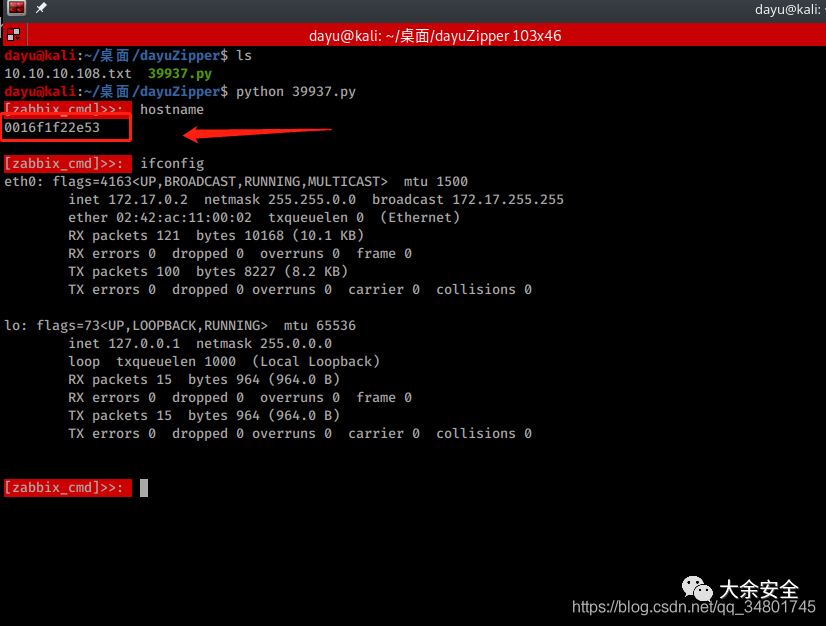 dayu@kali: ~
dayu@kali: ~/桌面/dayuZipper 103x46
dayu@kali:~/桌面/dayuZipper$ ls
10.10.10.108.txt  39937.py
dayu@kali:~/桌面/dayuZipper$ python 39937.py
[zabbix_cmd]>>:  hostname
0016f1f22e53
[zabbix_cmd]>>:  ifconfig
eth0: flags=4163<UP,BROADCAST,RUNNING,MULTICAST>  mtu 1500
        inet 172.17.0.2  netmask 255.255.0.0  broadcast 172.17.255.255
        ether 02:42:ac:11:00:02  txqueuelen 0  (Ethernet)
        RX packets 121  bytes 10168 (10.1 KB)
        RX errors 0  dropped 0  overruns 0  frame 0
        TX packets 100  bytes 8227 (8.2 KB)
        TX errors 0  dropped 0 overruns 0  carrier 0  collisions 0
lo: flags=73<UP,LOOPBACK,RUNNING>  mtu 65536
        inet 127.0.0.1  netmask 255.0.0.0
        loop  txqueuelen 1000  (Local Loopback)
        RX packets 15  bytes 964 (964.0 B)
        RX errors 0  dropped 0  overruns 0  frame 0
        TX packets 15  bytes 964 (964.0 B)
        TX errors 0  dropped 0 overruns 0  carrier 0  collisions 0
[zabbix_cmd]>>:
大余安全
https://blog.csdn.net/qq_34801745